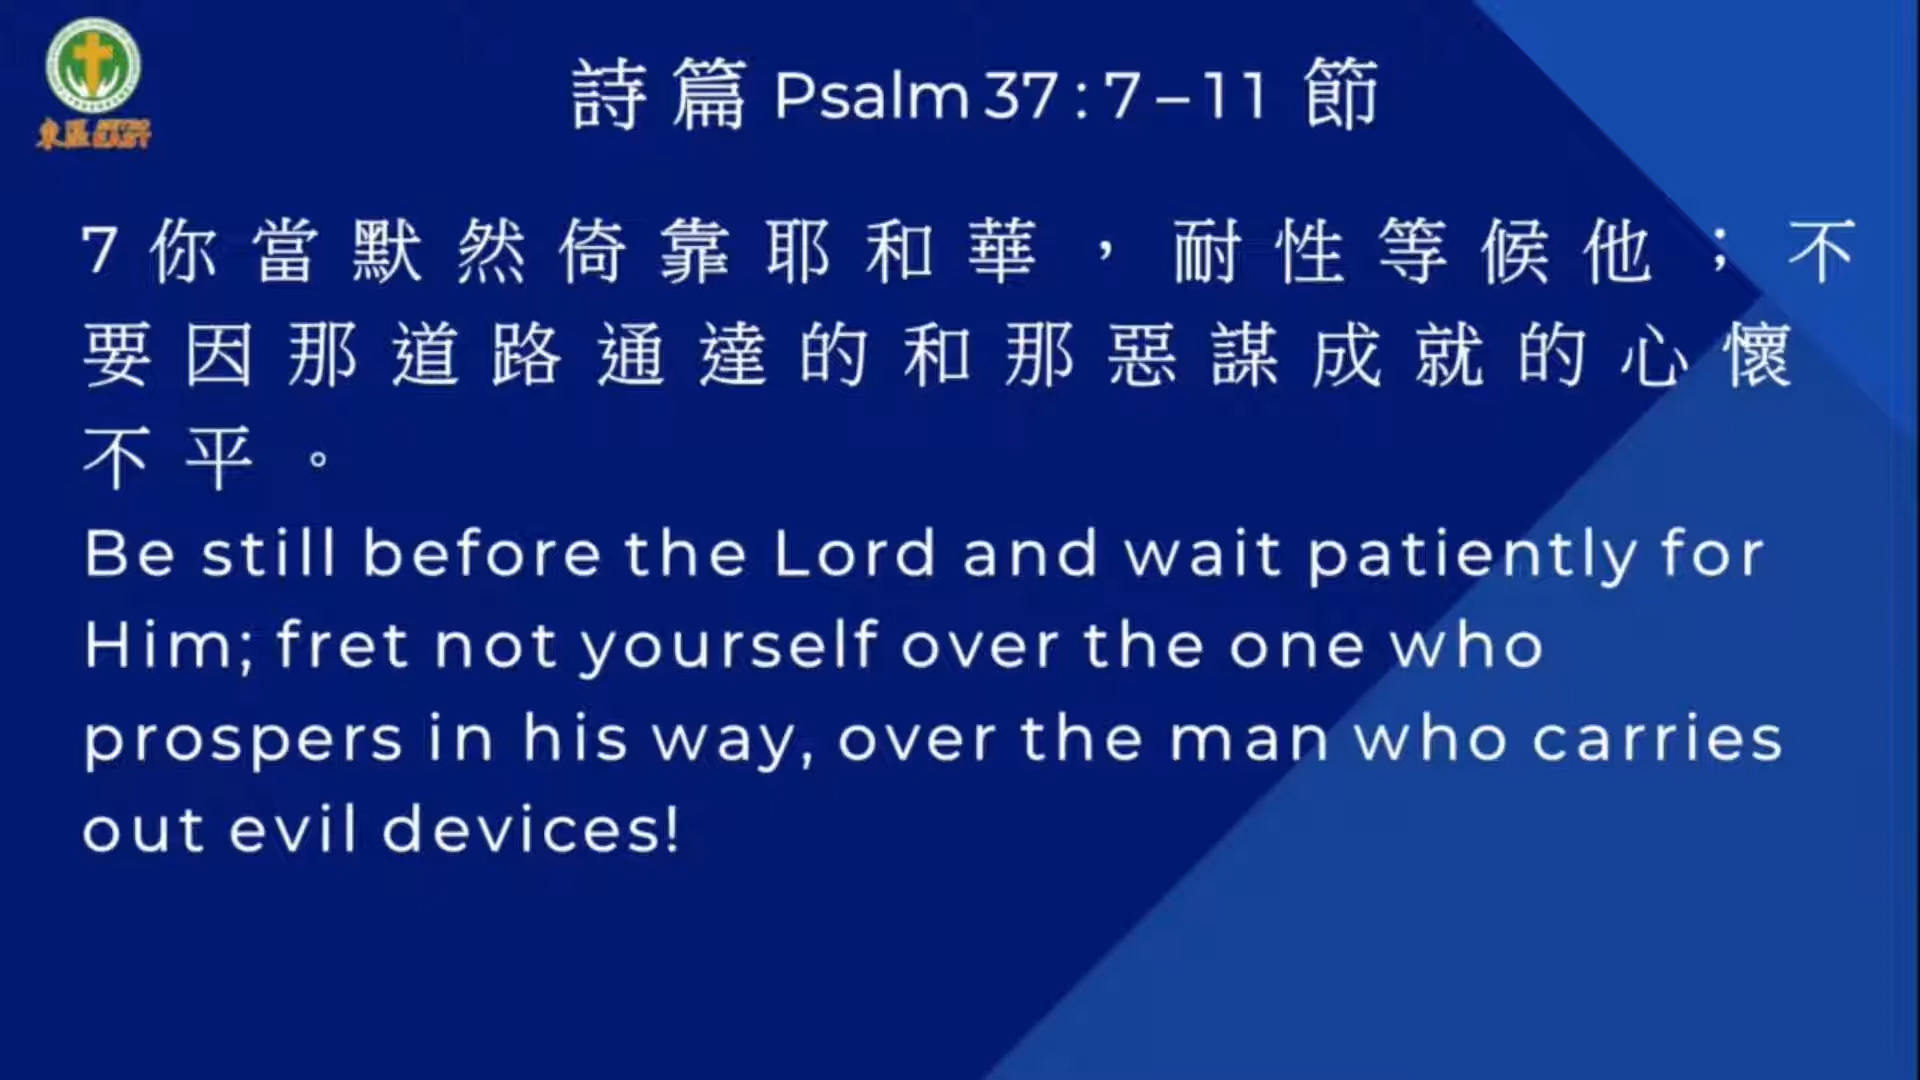 東區
詩篇 Psalm 37:7–11 節
7 你當默然倚靠耶和華，耐性等候他；不
要因那道路通達的和那惡謀成就的心懷
不平。
Be still before the Lord and wait patiently for
Him; fret not yourself over the one who
prospers in his way, over the man who carries
out evil devices!